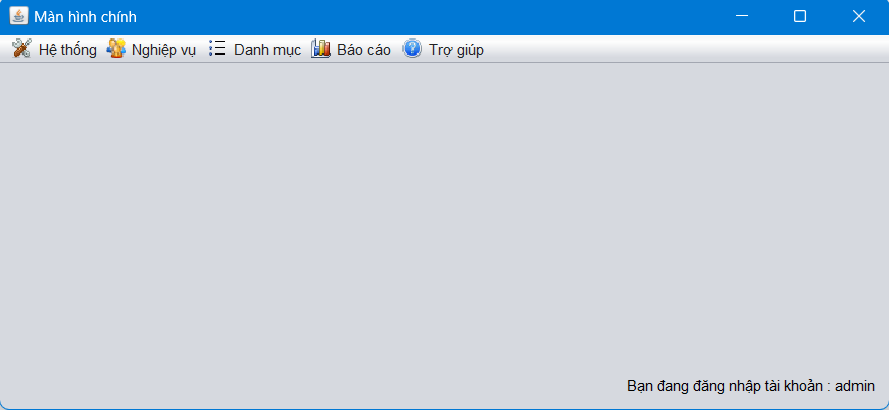 Màn hình chính
Hệ thống Nghiệp vụ Danh mục Báo cáo Trợ giúp
Bạn đang đăng nhập tài khoản : admin